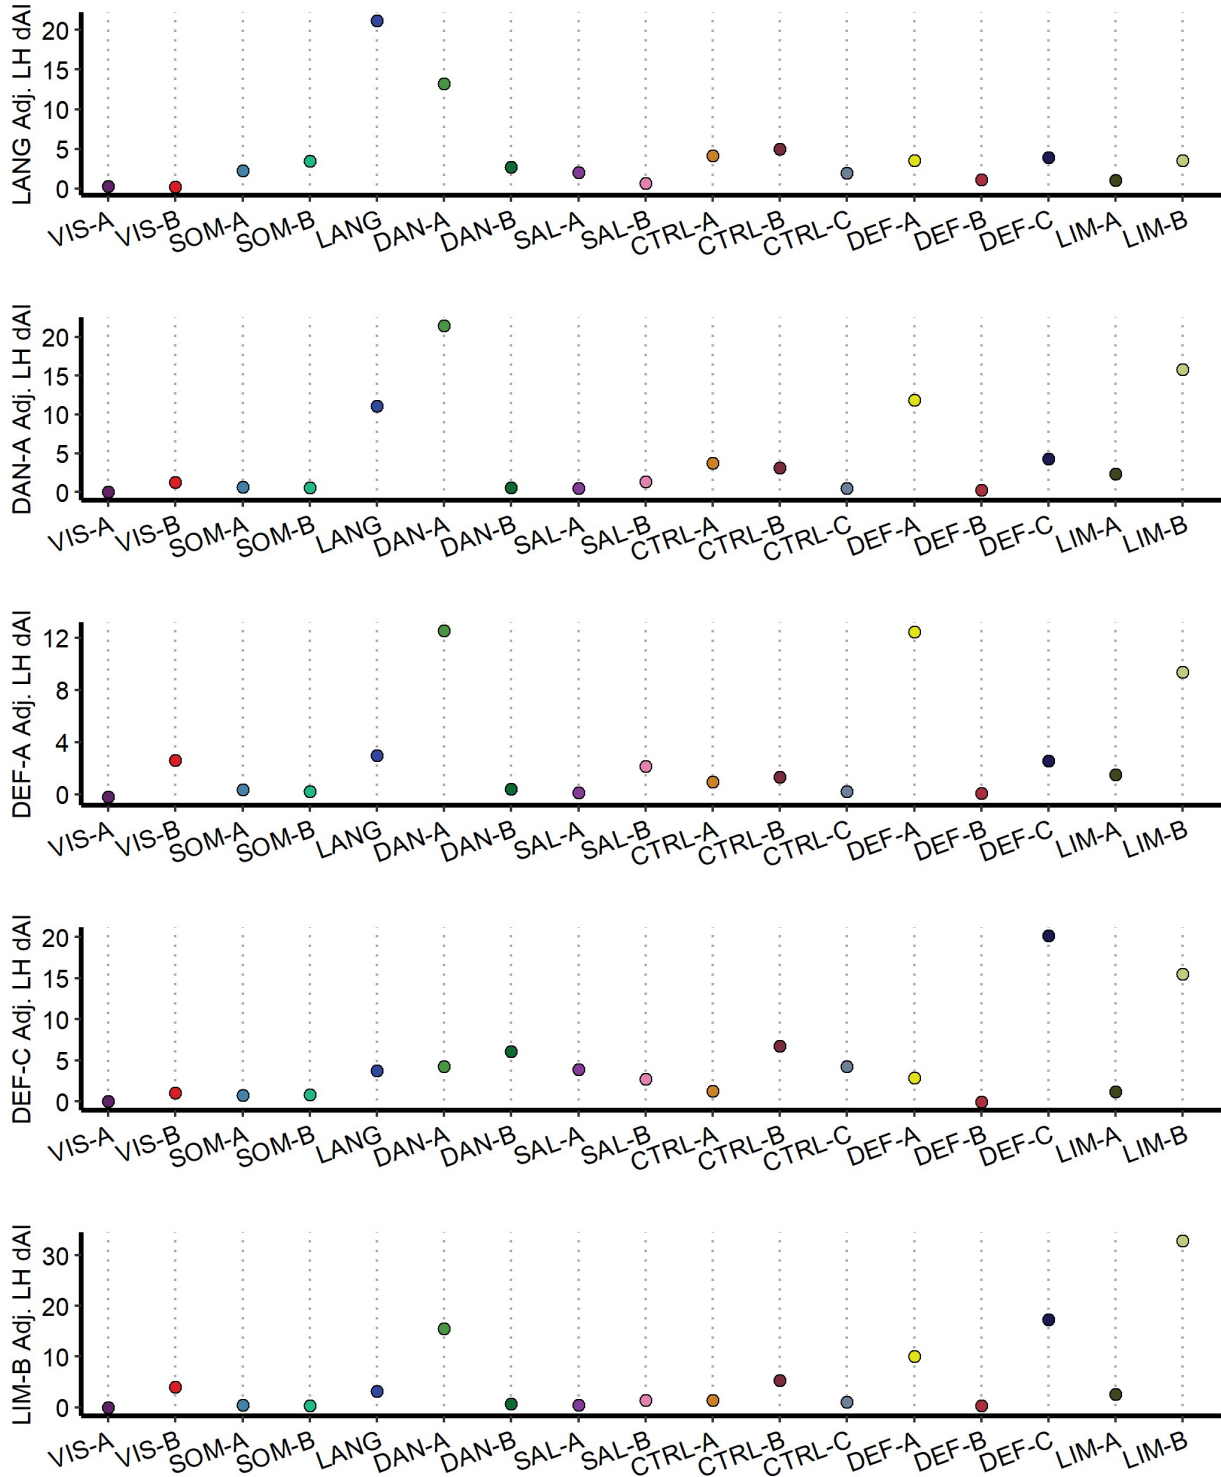 LANG Adj. LH dAI
20
15
10
5
0
VIS-A VIS-B SOM-A SOM-B LANG DAN-A DAN-B SAL-A SAL-B CTRL-A CTRL-B CTRL-C DEF-A DEF-B DEF-C LIM-A LIM-B
DAN-A Adj. LH dAI
20
15
10
5
0
VIS-A VIS-B SOM-A SOM-B LANG DAN-A DAN-B SAL-A SAL-B CTRL-A CTRL-B CTRL-C DEF-A DEF-B DEF-C LIM-A LIM-B
DEF-A Adj. LH dAI
12
8
4
0
VIS-A VIS-B SOM-A SOM-B LANG DAN-A DAN-B SAL-A SAL-B CTRL-A CTRL-B CTRL-C DEF-A DEF-B DEF-C LIM-A LIM-B
DEF-C Adj. LH dAI
20
15
10
5
0
VIS-A VIS-B SOM-A SOM-B LANG DAN-A DAN-B SAL-A SAL-B CTRL-A CTRL-B CTRL-C DEF-A DEF-B DEF-C LIM-A LIM-B
LIM-B Adj. LH dAI
30
20
10
0
VIS-A VIS-B SOM-A SOM-B LANG DAN-A DAN-B SAL-A SAL-B CTRL-A CTRL-B CTRL-C DEF-A DEF-B DEF-C LIM-A LIM-B